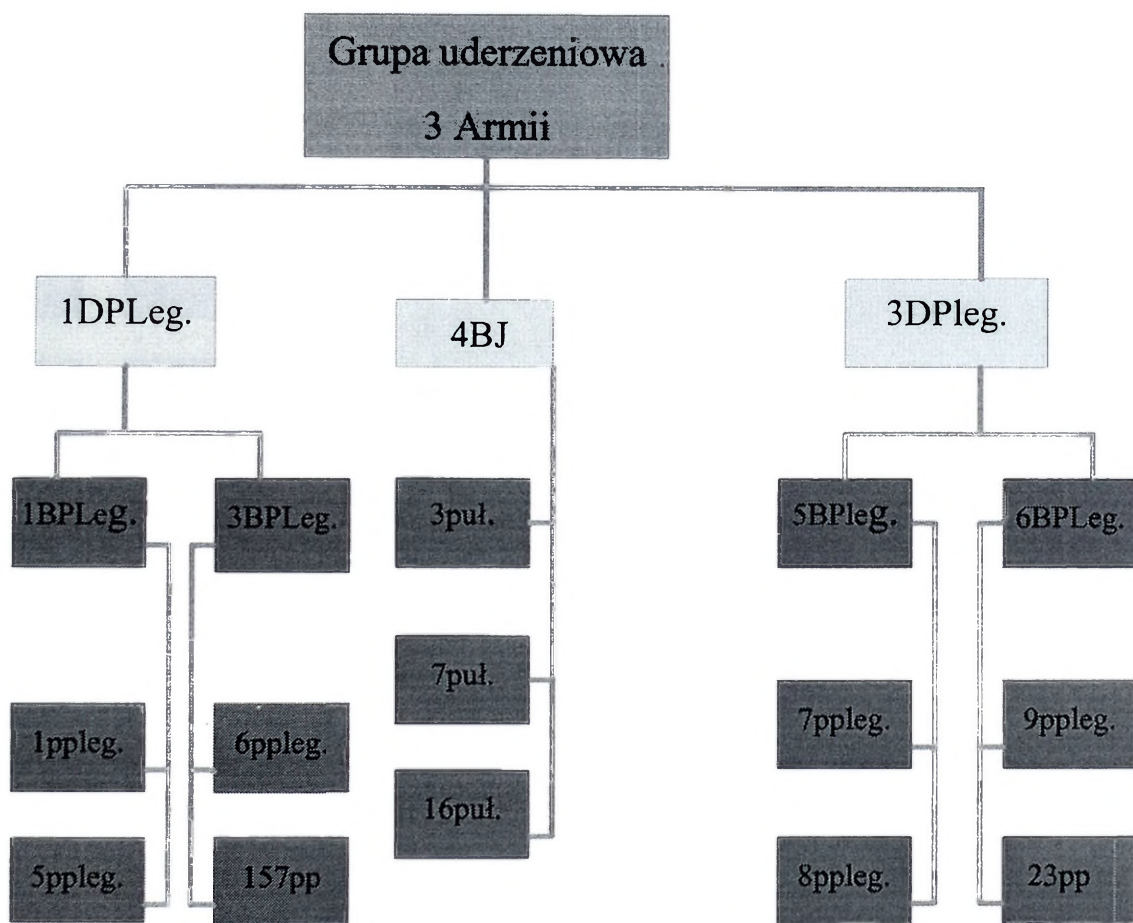 Grupa uderzeniowa
3 Armii
1DPLeg.
4BJ
3DPleg.
1BPLeg.
3BPLeg.
3puł.
5BPleg.
6BPLeg.
7puł.
1ppleg.
6ppleg.
7ppleg.
9ppleg.
16puł.
5ppleg.
157pp
8ppleg.
23pp